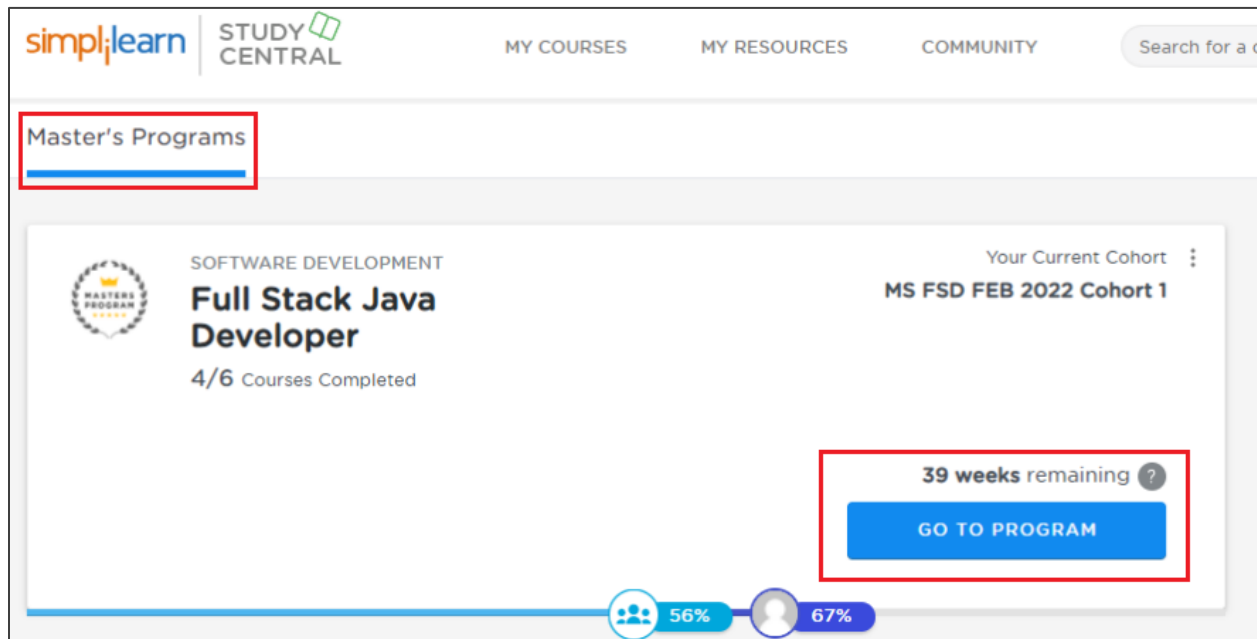 simplilearn
STUDY
CENTRAL
MY COURSES
MY RESOURCES
COMMUNITY
Search for a c
Master's Programs
MASTERS
PROGRAM
SOFTWARE DEVELOPMENT
Full Stack Java
Developer
4/6 Courses Completed
Your Current Cohort
MS FSD FEB 2022 Cohort 1
39 weeks remaining ?
GO TO PROGRAM
56%
67%